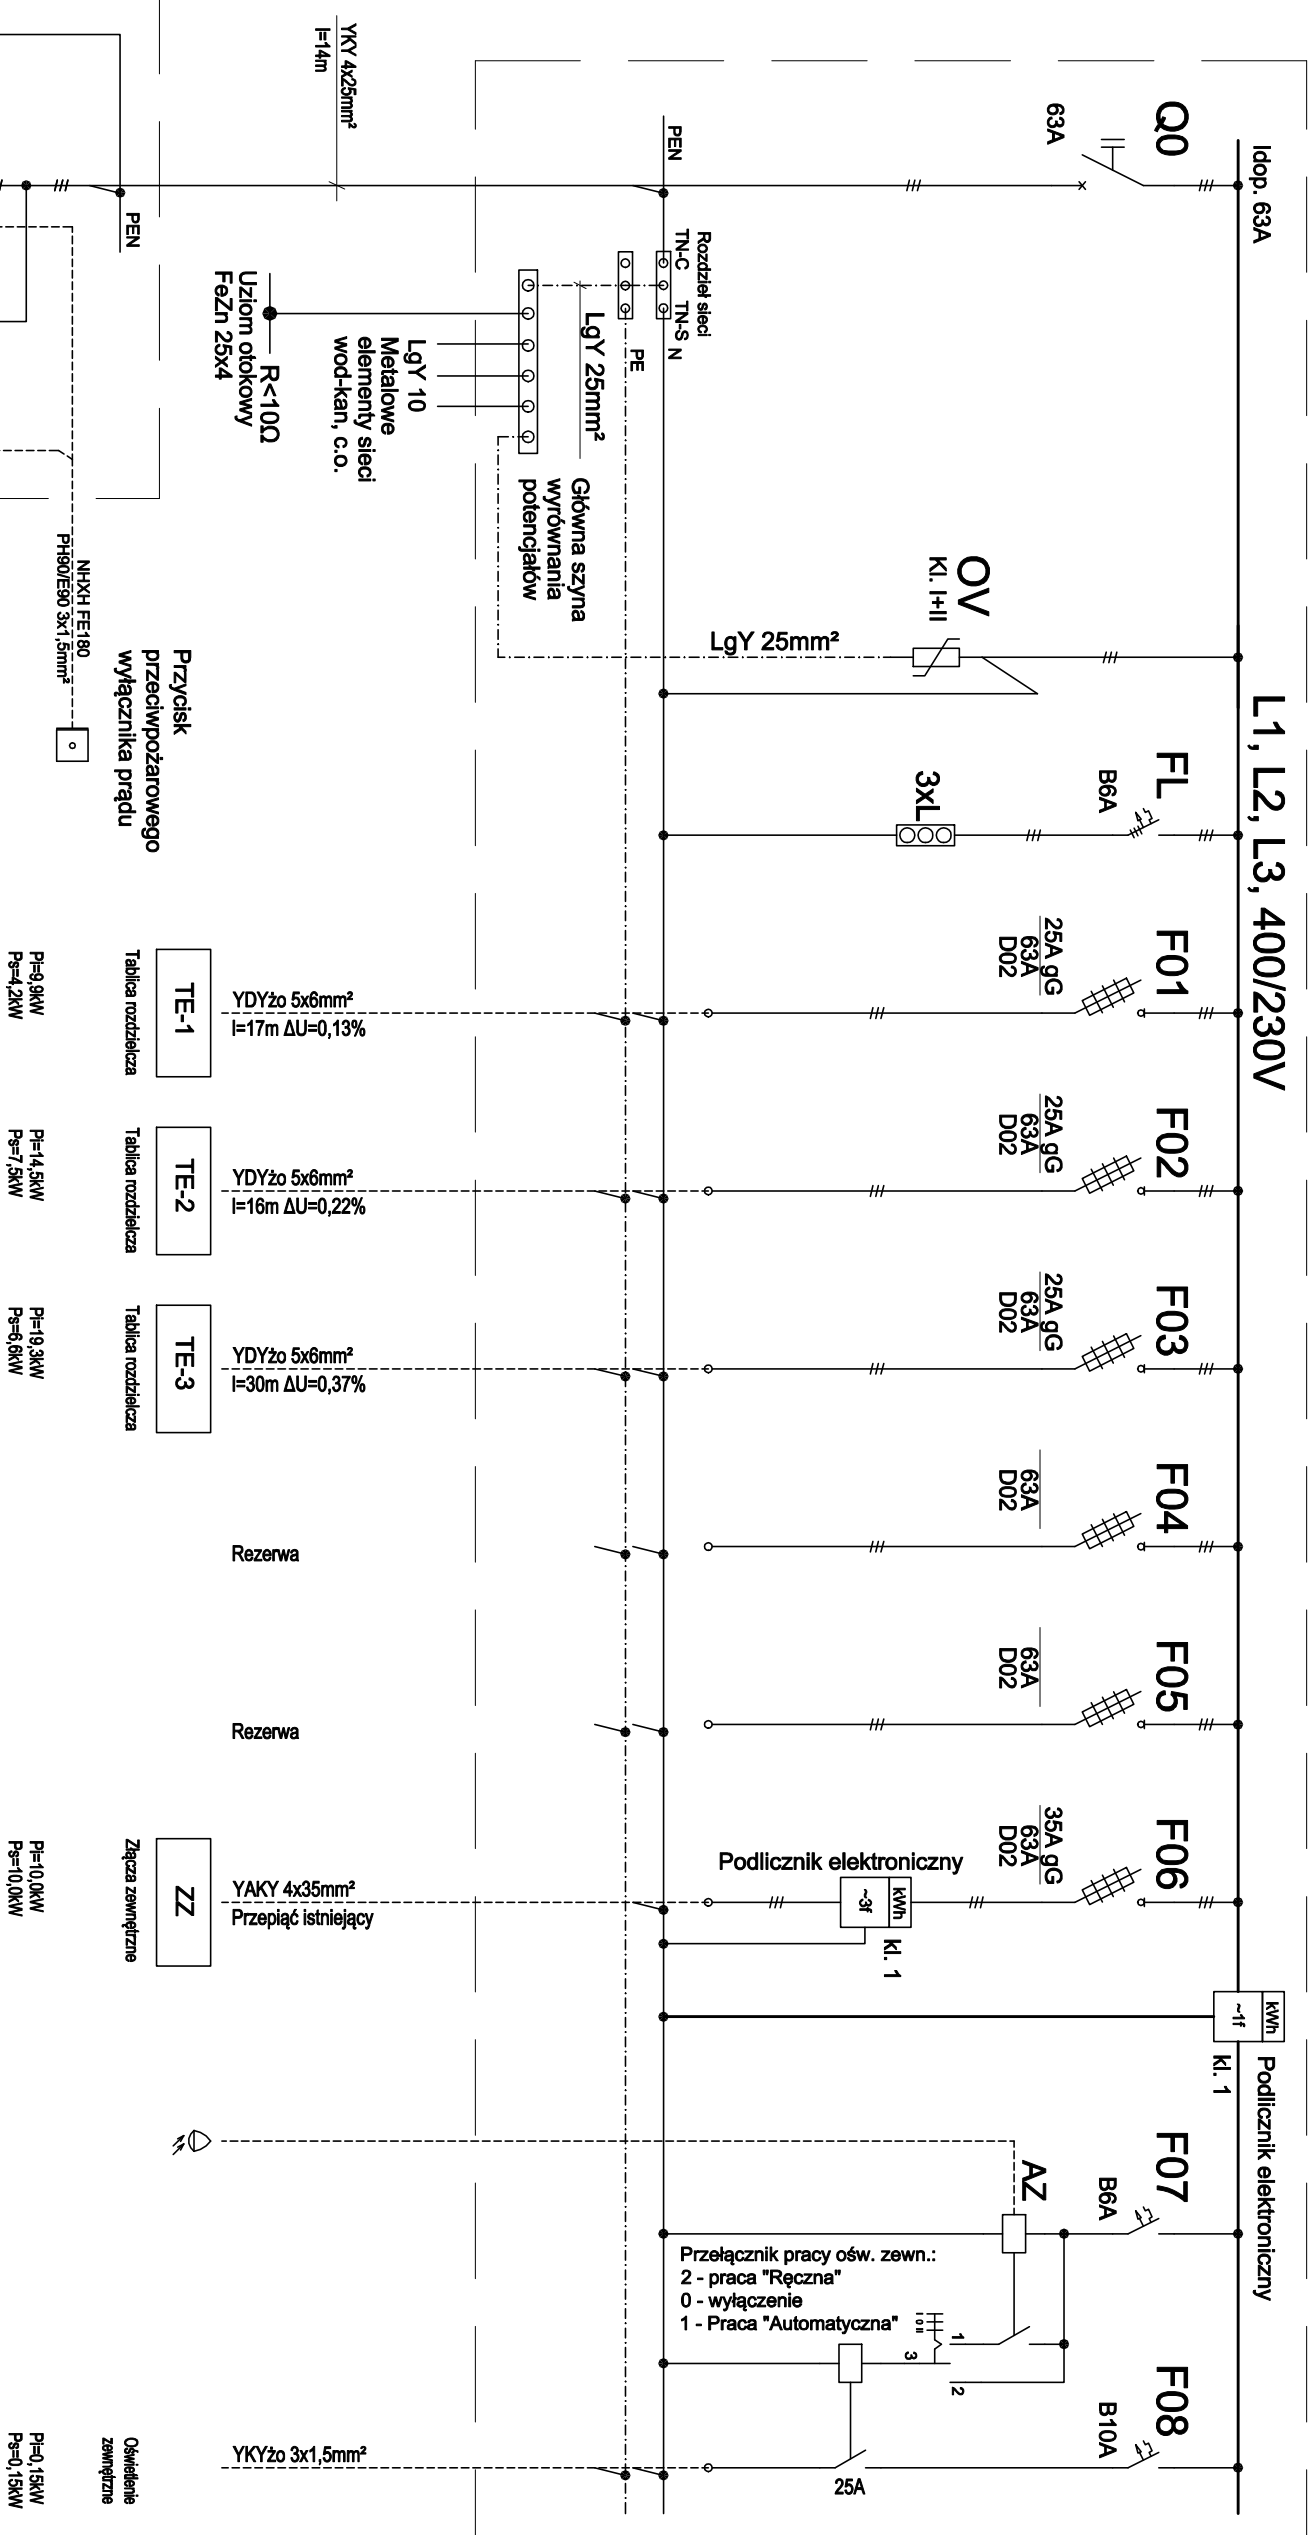 Idop. 63A
L1, L2, L3, 400/230V
Podlicznik elektroniczny
kWh
~1f
kl. 1
Q0
63A
OV
Kl. I+II
LgY 25mm²
FL
B6A
3xL
F01
25A gG
63A
D02
F02
25A gG
63A
D02
F03
25A gG
63A
D02
F04
63A
D02
F05
63A
D02
F06
35A gG
63A
D02
Podlicznik elektroniczny
kWh
~3f
kl. 1
F07
B6A
AZ
Przełącznik pracy ośw. zewn.:
2 - praca "Ręczna"
0 - wyłączenie
1 - Praca "Automatyczna"
I 0 II
1
3
2
F08
B10A
25A
PEN
Rozdzieł sieci
TN-C
TN-S
N
PE
LgY 25mm²
Główna szyna
wyrównania
potencjałów
LgY 10
Metalowe
elementy sieci
wod-kan, c.o.
R<10Ω
Uziom otokowy
FeZn 25x4
YKY 4x25mm²
l=14m
PEN
NHXH FE180
PH90/E90 3x1,5mm²
Przycisk
przeciwpożarowego
wyłącznika prądu
YDYżo 5x6mm²
l=17m ΔU=0,13%
TE-1
Tablica rozdzielcza
Pi=9,9kW
Ps=4,2kW
YDYżo 5x6mm²
l=16m ΔU=0,22%
TE-2
Tablica rozdzielcza
Pi=14,5kW
Ps=7,5kW
YDYżo 5x6mm²
l=30m ΔU=0,37%
TE-3
Tablica rozdzielcza
Pi=19,3kW
Ps=6,6kW
Rezerwa
Rezerwa
YAKY 4x35mm²
Przepiąć istniejący
ZZ
Złącza zewnętrzne
Pi=10,0kW
Ps=10,0kW
YKYżo 3x1,5mm²
Oświetlenie
zewnętrzne
Pi=0,15kW
Ps=0,15kW